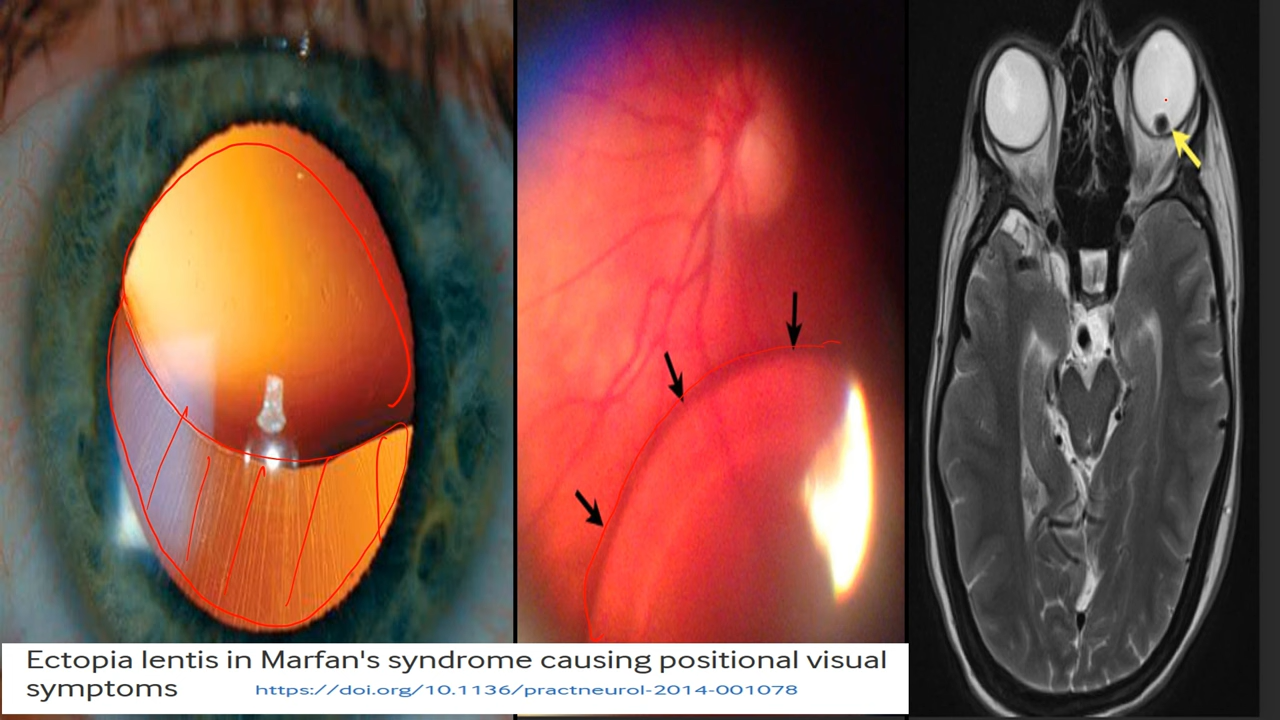 Ectopia lentis in Marfan's syndrome causing positional visual
symptoms https://doi.org/10.1136/practneurol-2014-001078